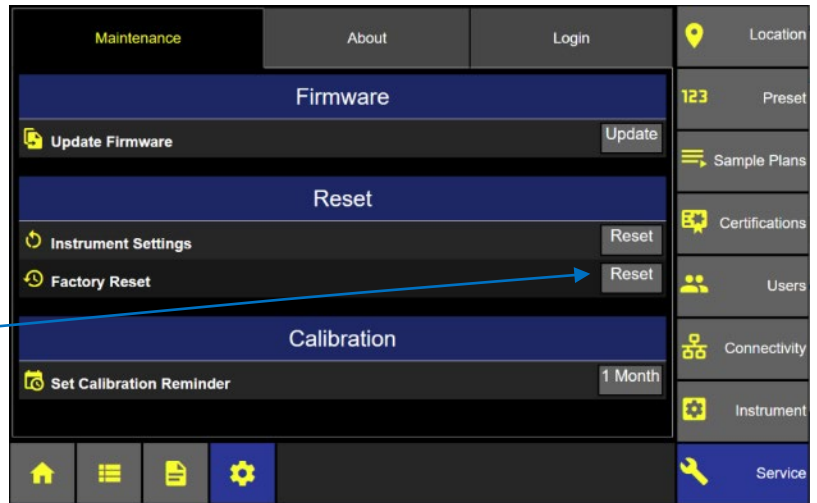 Maintenance About Login
Firmware
Update Firmware Update
Reset
Instrument Settings Reset
Factory Reset Reset
Calibration
Set Calibration Reminder 1 Month
Location
123 Preset
Sample Plans
Certifications
Users
Connectivity
Instrument
Service